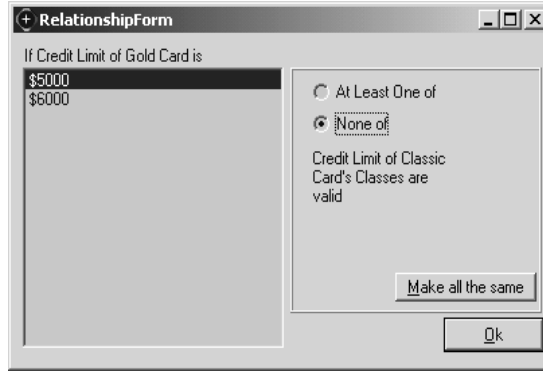 RelationshipForm
If Credit Limit of Gold Card is
$5000
$6000
At Least One of
None of
Credit Limit of Classic
Card's Classes are
valid
Make all the same
Ok